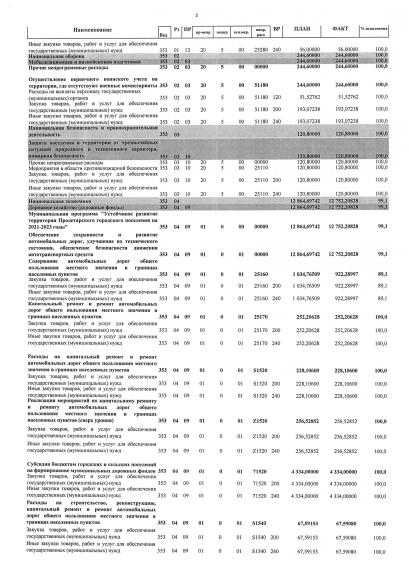 2
Наименование Вед Рз ПР пр-непр подпр осн.мер. напр. расх ВР ПЛАН ФАКТ % исполнения
Иные закупки товаров, работ и услуг для обеспечения
государственных (муниципальных) нужд 353 01 13 20 5 00 25280 240 56,00000 56,00000 100,0
Национальная оборона 353 02 244,60000 244,60000 100,0
Мобилизационная и вневойсковая подготовка 353 02 03 244,60000 244,60000 100,0
Прочие непрограммные расходы 353 02 03 20 5 00 00000 244,60000 244,60000 100,0
Осуществление первичного воинского учета на
территориях, где отсутствуют военные комиссариаты 353 02 03 20 5 00 51180 244,60000 244,60000 100,0
Расходы на выплаты персоналу государственных
(муниципальных) органов 353 02 03 20 5 00 51180 120 51,52762 51,52762 100,0
Закупка товаров, работ и услуг для обеспечения
государственных (муниципальных) нужд 353 02 03 20 5 00 51180 200 193,07238 193,07238 100,0
Иные закупки товаров, работ и услуг для обеспечения
государственных (муниципальных) нужд 353 02 03 20 5 00 51180 240 193,07238 193,07238 100,0
Национальная безопасность и правоохранительная
деятельность 353 03 120,80000 120,80000 100,0
Защита населения и территории от чрезвычайных
ситуаций природного и техногенного характера,
пожарная безопасность 353 03 10 120,80000 120,80000 100,0
Прочие непрограммные расходы 353 03 10 20 5 00 00000 120,80000 120,80000 100,0
Мероприятия в области противопожарной безопасности 353 03 10 20 5 00 25110 120,80000 120,80000 100,0
Закупка товаров, работ и услуг для обеспечения
государственных (муниципальных) нужд 353 03 10 20 5 00 25110 200 120,80000 120,80000 100,0
Иные закупки товаров, работ и услуг для обеспечения
государственных (муниципальных) нужд 353 03 10 20 5 00 25110 240 120,80000 120,80000 100,0
Национальная экономика 353 04 12 864,69742 12 752,20828 99,1
Дорожное хозяйство (дорожные фонды) 353 04 09 12 864,69742 12 752,20828 99,1
Муниципальная программа "Устойчивое развитие
территории Пролетарского городского поселения на
2021-2023 годы" 353 04 09 01 0 00 00000 12 864,69742 12 752,20828 99,1
Обеспечение сохранности и развитие
автомобильных дорог, улучшение их технического
состояния, обеспечение безопасности движения
автотранспортных средств 353 04 09 01 0 01 00000 12 864,69742 12 752,20828 99,1
Содержание автомобильных дорог общего
пользования местного значения в границах
населенных пунктов 353 04 09 01 0 01 25160 1 034,76509 922,28997 89,1
Закупка товаров, работ и услуг для обеспечения
государственных (муниципальных) нужд 353 04 09 01 0 01 25160 200 1 034,76509 922,28997 89,1
Иные закупки товаров, работ и услуг для обеспечения
государственных (муниципальных) нужд 353 04 09 01 0 01 25160 240 1 034,76509 922,28997 89,1
Капитальный ремонт и ремонт автомобильных
дорог общего пользования местного значения в
границах населенных пунктов 353 04 09 01 0 01 25170 252,20628 252,20628 100,0
Закупка товаров, работ и услуг для обеспечения
государственных (муниципальных) нужд 353 04 09 01 0 01 25170 200 252,20628 252,20628 100,0
Иные закупки товаров, работ и услуг для обеспечения
государственных (муниципальных) нужд 353 04 09 01 0 01 25170 240 252,20628 252,20628 100,0
Расходы на капитальный ремонт и ремонт
автомобильных дорог общего пользования местного
значения в границах населенных пунктов 353 04 09 01 0 01 S1520 228,10600 228,10600 100,0
Закупка товаров, работ и услуг для обеспечения
государственных (муниципальных) нужд 353 04 09 01 0 01 S1520 200 228,10600 228,10600 100,0
Иные закупки товаров, работ и услуг для обеспечения
государственных (муниципальных) нужд 353 04 09 01 0 01 S1520 240 228,10600 228,10600 100,0
Реализация мероприятий по капитальному ремонту
и ремонту автомобильных дорог общего
пользования местного значения в границах
населенных пунктов (сверх уровня) 353 04 09 01 0 01 Z1520 256,52852 256,52852 100,0
Закупка товаров, работ и услуг для обеспечения
государственных (муниципальных) нужд 353 04 09 01 0 01 Z1520 200 256,52852 256,52852 100,0
Иные закупки товаров, работ и услуг для обеспечения
государственных (муниципальных) нужд 353 04 09 01 0 01 Z1520 240 256,52852 256,52852 100,0
Субсидии бюджетам городских и сельских поселений
на формирование муниципальных дорожных фондов 353 04 09 01 0 01 71520 4 334,00000 4 334,00000 100,0
Закупка товаров, работ и услуг для обеспечения
государственных (муниципальных) нужд 353 04 09 01 0 01 71520 200 4 334,00000 4 334,00000 100,0
Иные закупки товаров, работ и услуг для обеспечения
государственных (муниципальных) нужд 353 04 09 01 0 01 71520 240 4 334,00000 4 334,00000 100,0
Расходы на строительство, реконструкцию,
капитальный ремонт и ремонт автомобильных
дорог общего пользования местного значения в
границах населенных пунктов 353 04 09 01 0 01 S1540 67,59153 67,59080 100,0
Закупка товаров, работ и услуг для обеспечения
государственных (муниципальных) нужд 353 04 09 01 0 01 S1540 200 67,59153 67,59080 100,0
Иные закупки товаров, работ и услуг для обеспечения
государственных (муниципальных) нужд 353 04 09 01 0 01 S1540 240 67,59153 67,59080 100,0